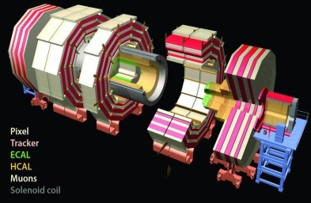 Pixel
Tracker
ECAL
HCAL
Muons
Solenoid coil